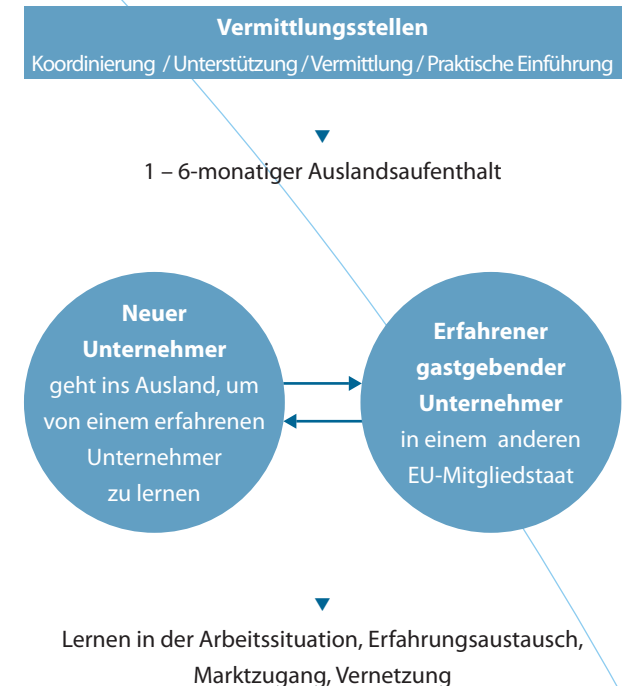 Vermittlungsstellen
Koordinierung / Unterstützung / Vermittlung / Praktische Einführung
1 – 6-monatiger Auslandsaufenthalt
Neuer
Unternehmer
geht ins Ausland, um
von einem erfahrenen
Unternehmer
zu lernen
Erfahrener
gastgebender
Unternehmer
in einem anderen
EU-Mitgliedstaat
Lernen in der Arbeitssituation, Erfahrungsaustausch,
Marktzugang, Vernetzung